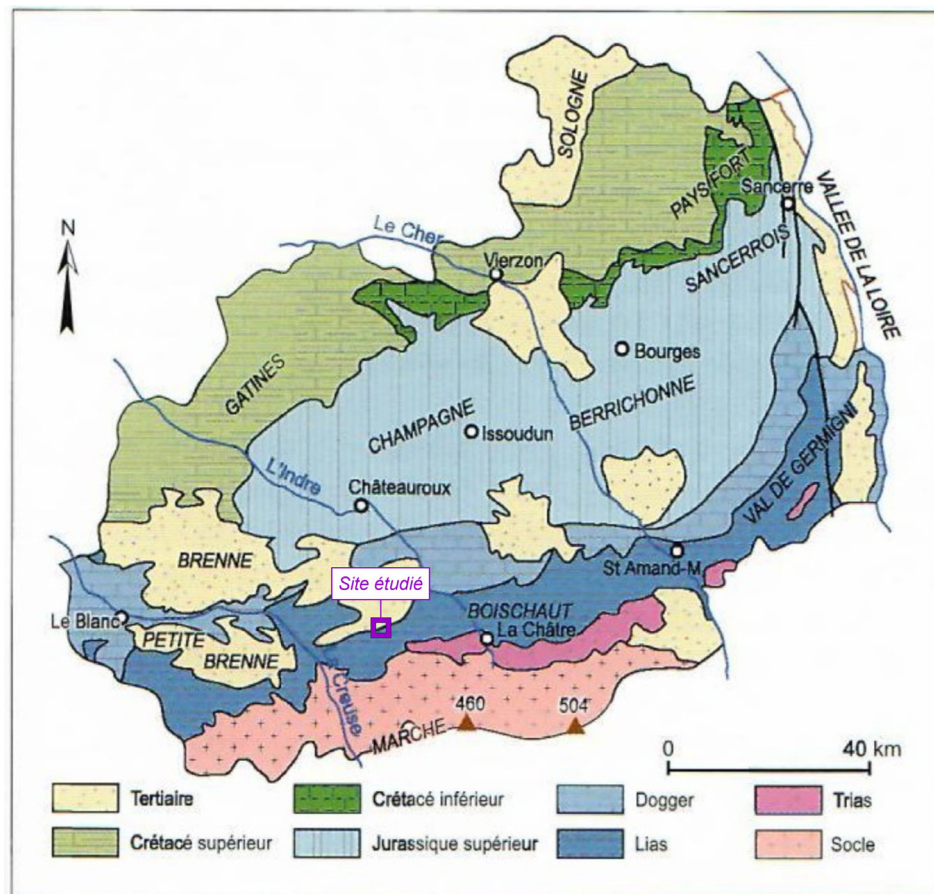 SOLOGNE
PAYS FORT
Sancerre
VALLEE DE LA LOIRE
N
Le Cher
Vierzon
SANCERROIS
GATINES
Bourges
CHAMPAGNE
BERRICHONNE
Issoudun
L'Indre
Châteauroux
VAL DE GERMIGNI
BRENNE
Site étudié
St Amand-M.
Le Blanc
BOISCHAUT
La Châtre
PETITE
BRENNE
Creuse
460
504
MARCHE
0 40 km
Tertiaire
Crétacé inférieur
Dogger
Trias
Crétacé supérieur
Jurassique supérieur
Lias
Socle